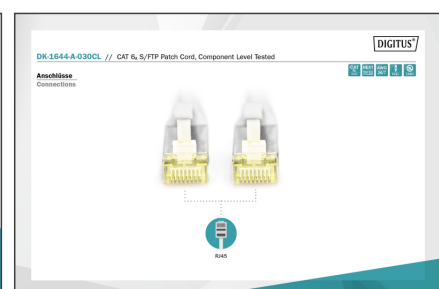 DIGITUS®
DK-1644-A-030CL // CAT 6A S/FTP Patch Cord, Component Level Tested
Anschlüsse
Connections
RJ45